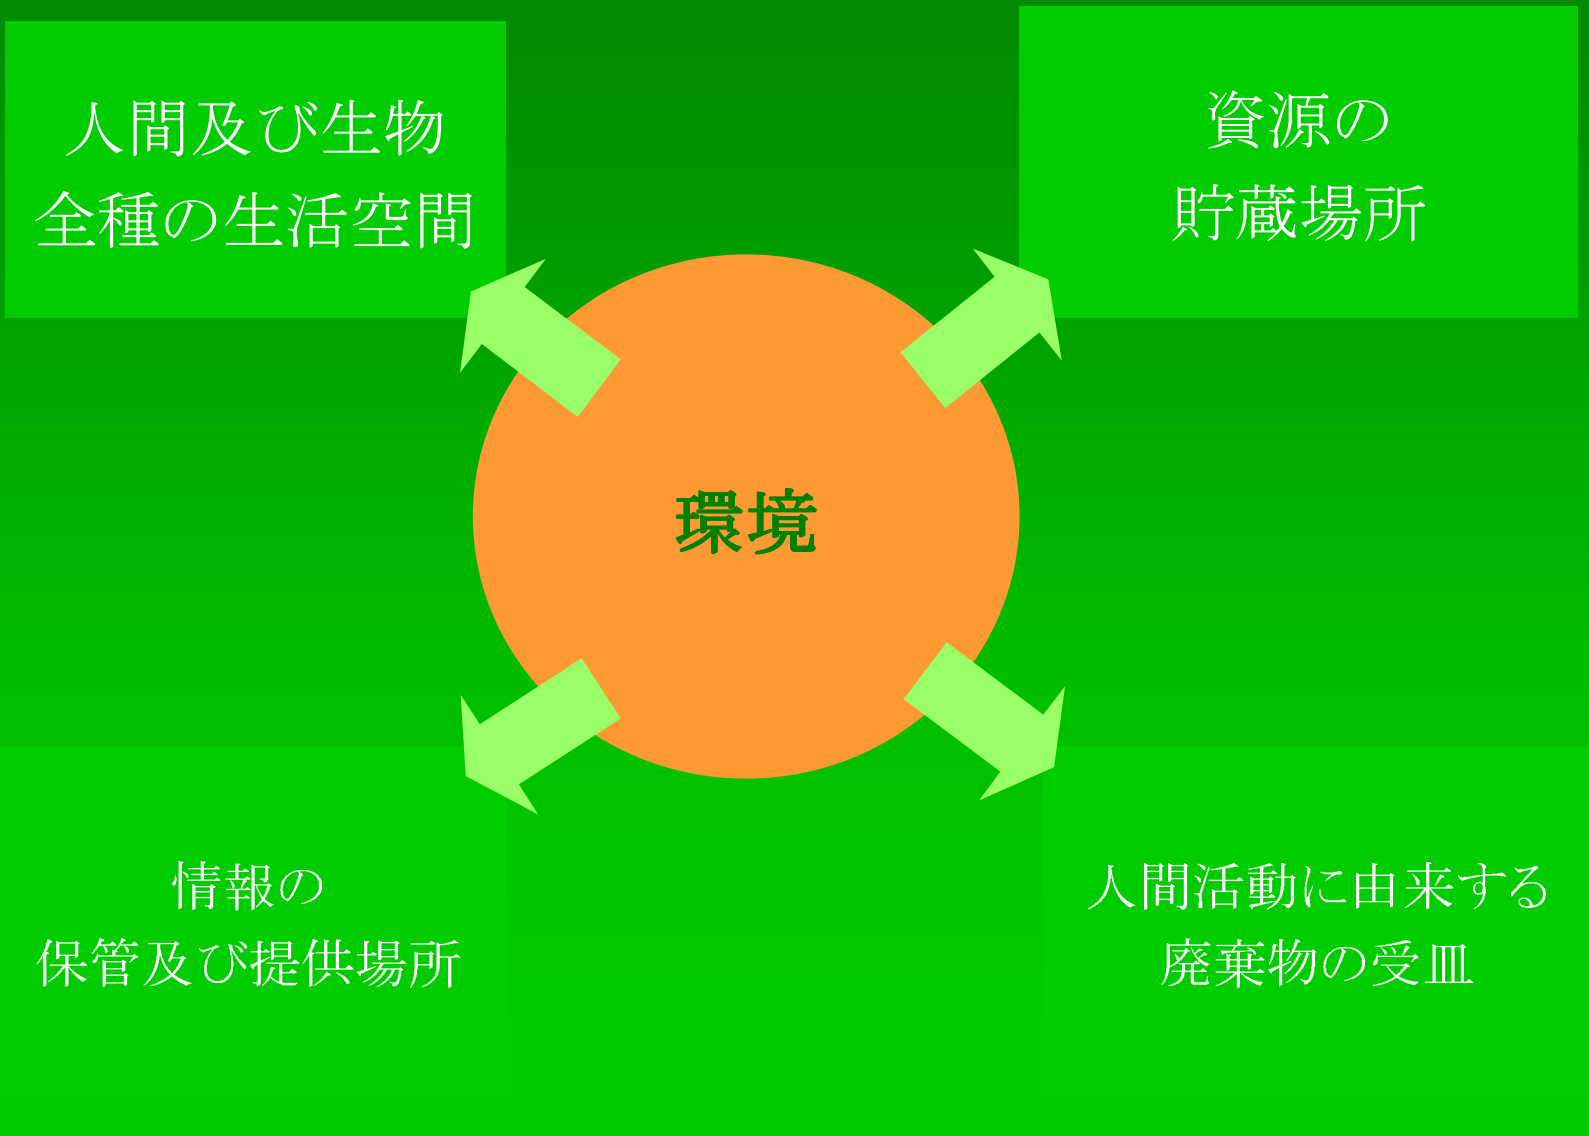 人間及び生物
全種の生活空間
資源の
貯蔵場所
環境
情報の
保管及び提供場所
人間活動に由来する
廃棄物の受皿